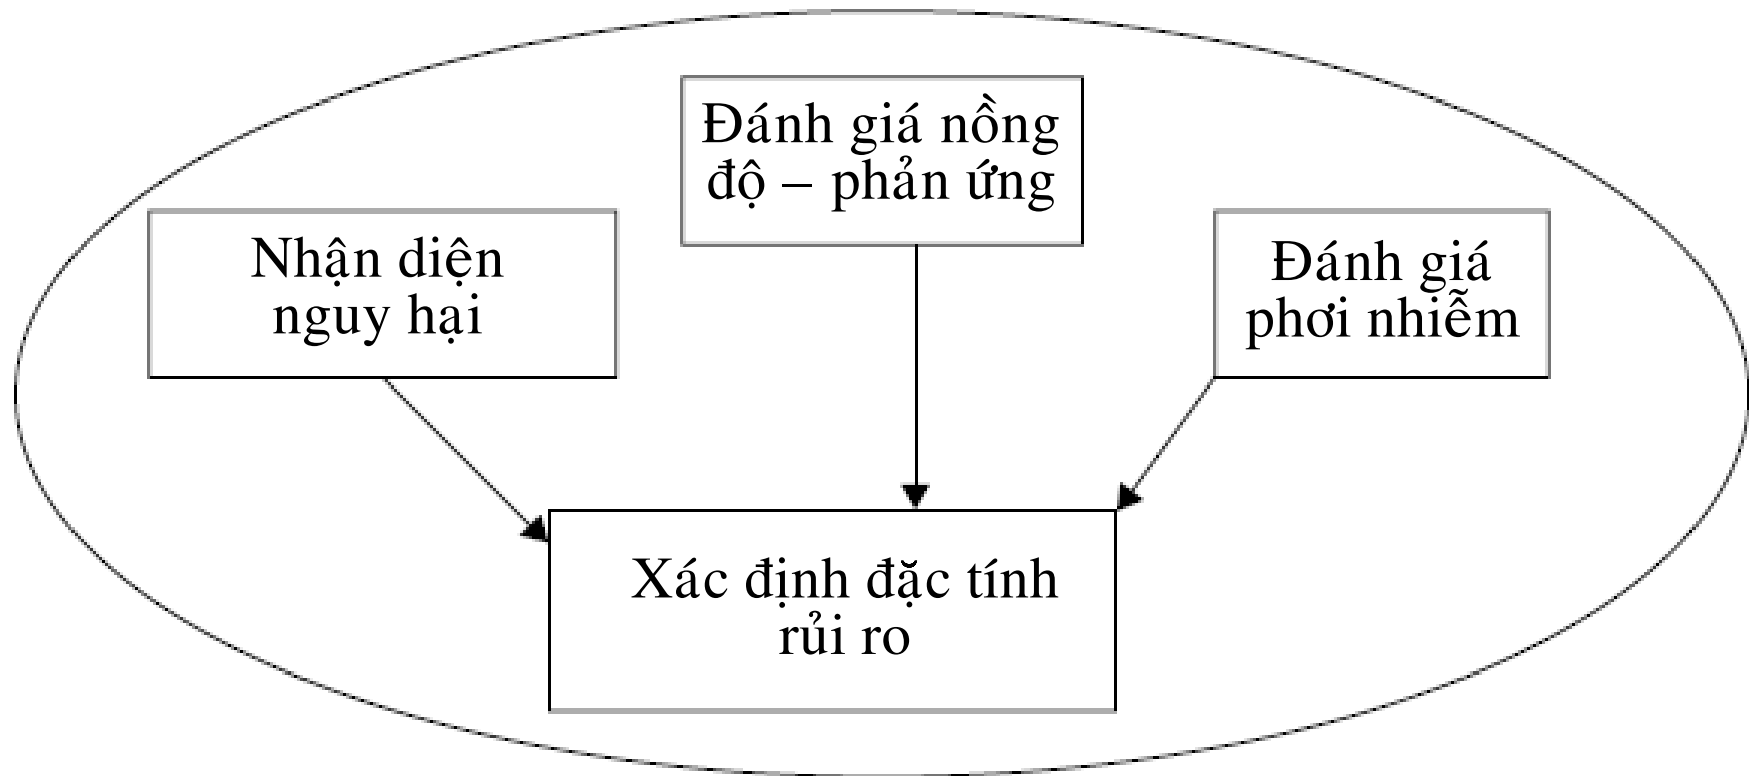 Đánh giá nồng
độ – phản ứng
Nhận diện
nguy hại
Đánh giá
phơi nhiễm
Xác định đặc tính
rủi ro